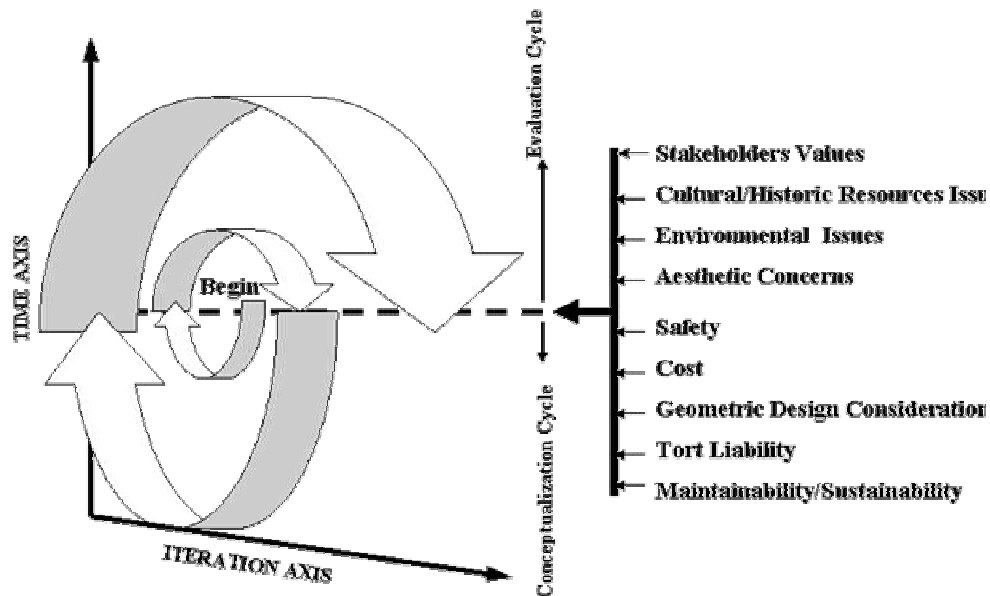 Evaluation Cycle
Stakeholders Values
Cultural/Historic Resources Issu
Environmental Issues
Aesthetic Concerns
Begin
TIME AXIS
Safety
Cost
Geometric Design Consideration
Tort Liability
Maintainability/Sustainability
Conceptualization Cycle
ITERATION AXIS